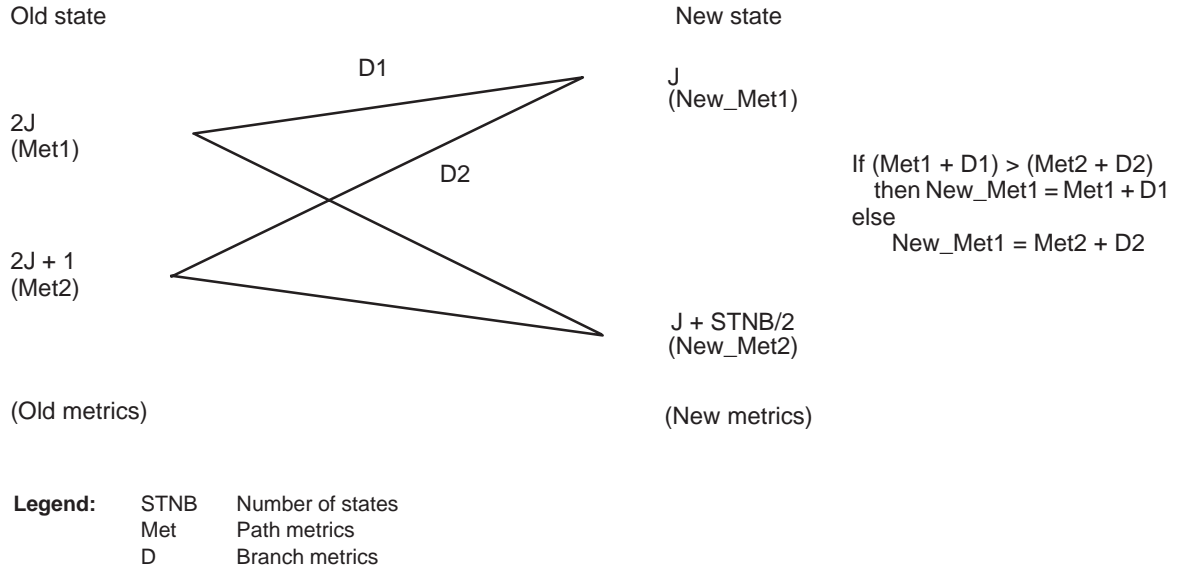 Old state
New state
D1
J
(New_Met1)
2J
(Met1)
D2
If (Met1 + D1) > (Met2 + D2)
then New_Met1 = Met1 + D1
else
New_Met1 = Met2 + D2
2J + 1
(Met2)
J + STNB/2
(New_Met2)
(Old metrics)
(New metrics)
Legend: STNB Number of states
Met Path metrics
D Branch metrics